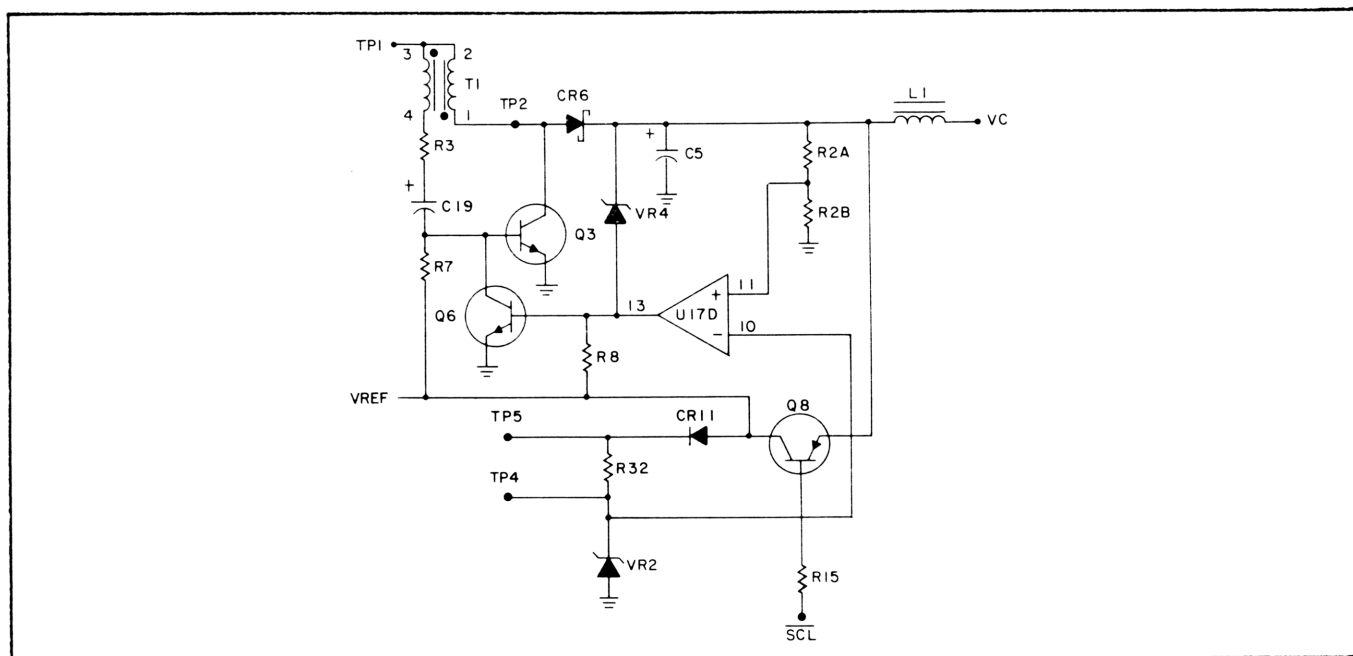 TP1
3
2
T1
4
1
TP2
CR6
L1
VC
R3
+
C5
R2A
+
C19
VR4
R2B
Q3
R7
Q6
13
U17D
+
11
−
10
R8
VREF
TP5
CR11
Q8
R32
TP4
VR2
R15
SCL